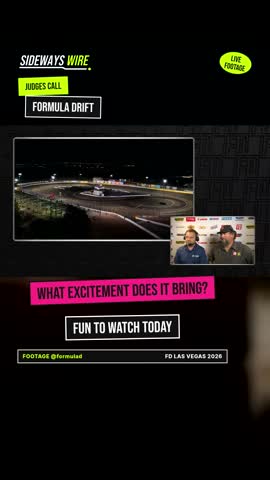 SIDEWAYS WIRE.
LIVE FOOTAGE
JUDGES CALL
FORMULA DRIFT
WHAT EXCITEMENT DOES IT BRING?
FUN TO WATCH TODAY
FOOTAGE @formulad
FD LAS VEGAS 2026